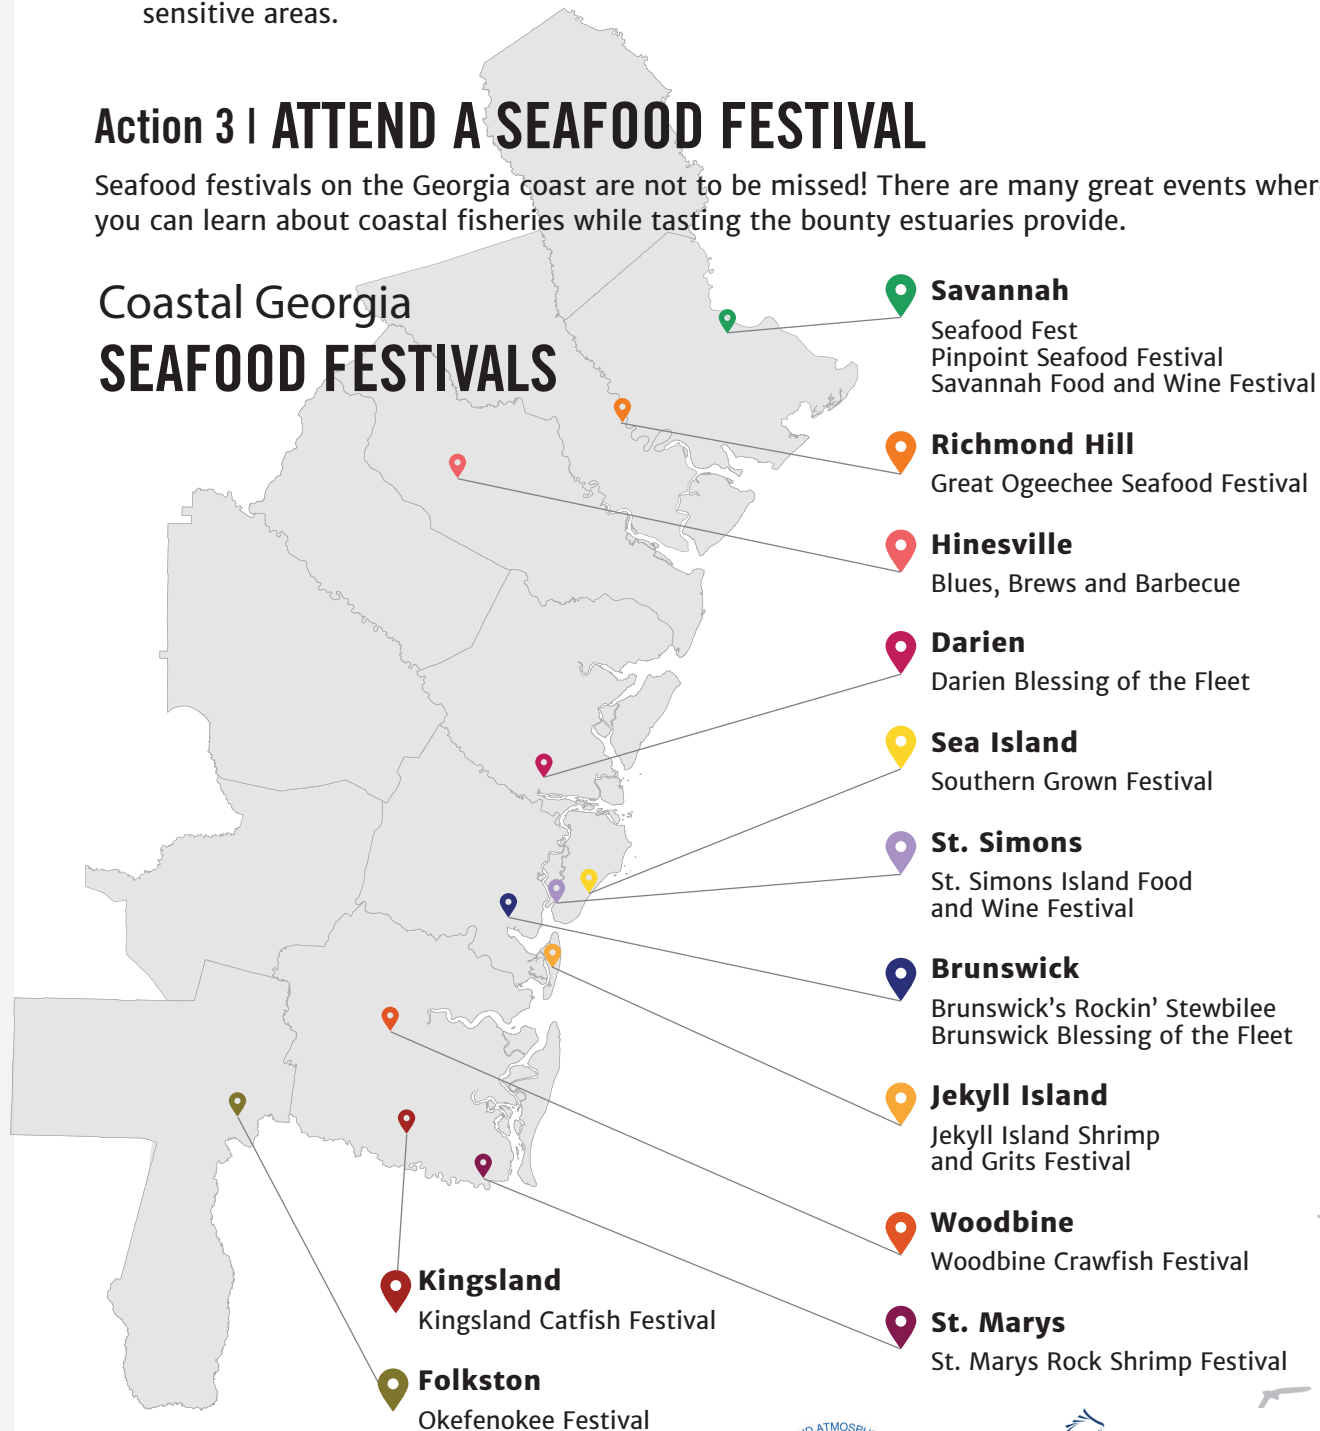 sensitive areas.
Action 3 | ATTEND A SEAFOOD FESTIVAL
Seafood festivals on the Georgia coast are not to be missed! There are many great events where
you can learn about coastal fisheries while tasting the bounty estuaries provide.
Coastal Georgia
SEAFOOD FESTIVALS
Savannah
Seafood Fest
Pinpoint Seafood Festival
Savannah Food and Wine Festival
Richmond Hill
Great Ogeechee Seafood Festival
Hinesville
Blues, Brews and Barbecue
Darien
Darien Blessing of the Fleet
Sea Island
Southern Grown Festival
St. Simons
St. Simons Island Food
and Wine Festival
Brunswick
Brunswick’s Rockin’ Stewbilee
Brunswick Blessing of the Fleet
Jekyll Island
Jekyll Island Shrimp
and Grits Festival
Woodbine
Woodbine Crawfish Festival
St. Marys
St. Marys Rock Shrimp Festival
Kingsland
Kingsland Catfish Festival
Folkston
Okefenokee Festival